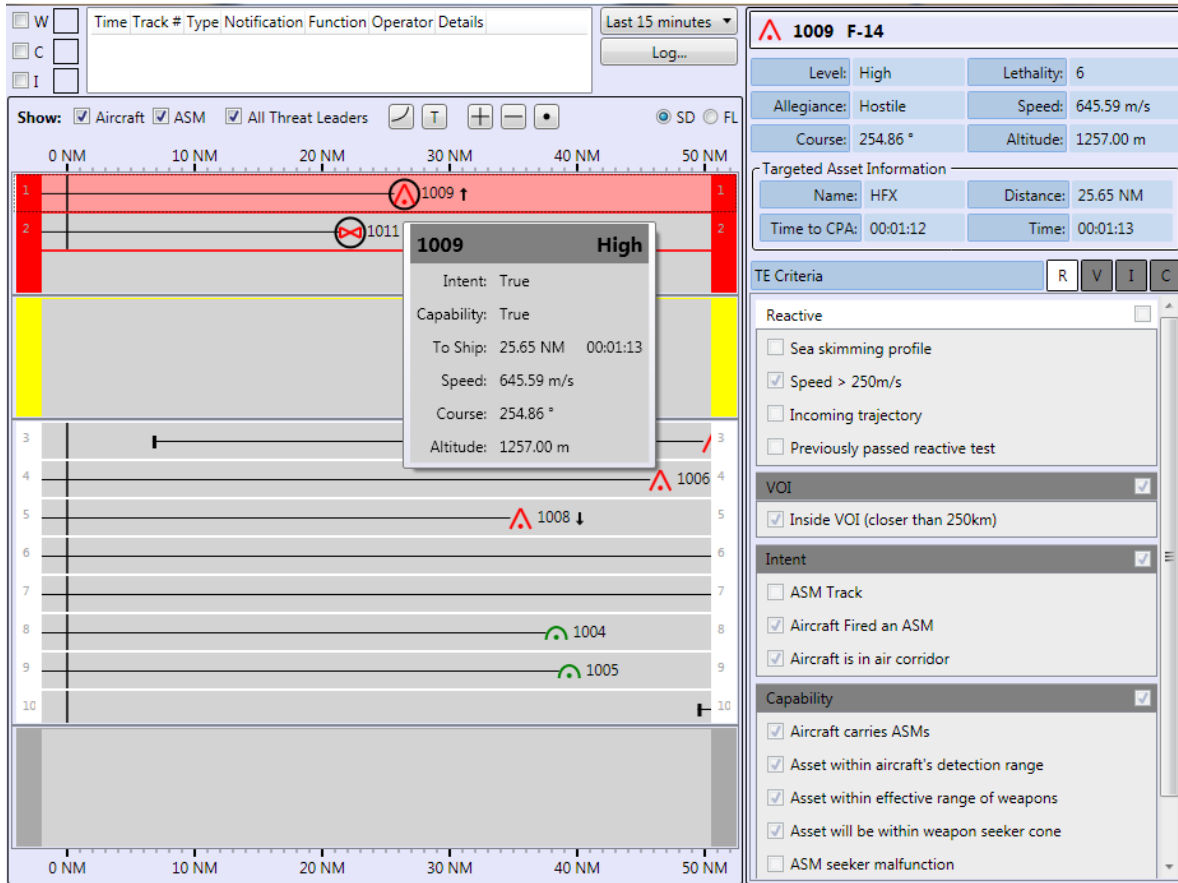 W
C
I
Time Track # Type Notification Function Operator Details
Last 15 minutes
Log...
Show: Aircraft ASM All Threat Leaders T SD FL
0 NM 10 NM 20 NM 30 NM 40 NM 50 NM
1 1009 1
2 1011 2
1009 High
Intent: True
Capability: True
To Ship: 25.65 NM 00:01:13
Speed: 645.59 m/s
Course: 254.86 °
Altitude: 1257.00 m
3 3
4 1006 4
5 1008 5
6 6
7 7
8 1004 8
9 1005 9
10 10
0 NM 10 NM 20 NM 30 NM 40 NM 50 NM
1009 F-14
Level: High Lethality: 6
Allegiance: Hostile Speed: 645.59 m/s
Course: 254.86 ° Altitude: 1257.00 m
Targeted Asset Information
Name: HFX Distance: 25.65 NM
Time to CPA: 00:01:12 Time: 00:01:13
TE Criteria R V I C
Reactive
Sea skimming profile
Speed > 250m/s
Incoming trajectory
Previously passed reactive test
VOI
Inside VOI (closer than 250km)
Intent
ASM Track
Aircraft Fired an ASM
Aircraft is in air corridor
Capability
Aircraft carries ASMs
Asset within aircraft's detection range
Asset within effective range of weapons
Asset will be within weapon seeker cone
ASM seeker malfunction